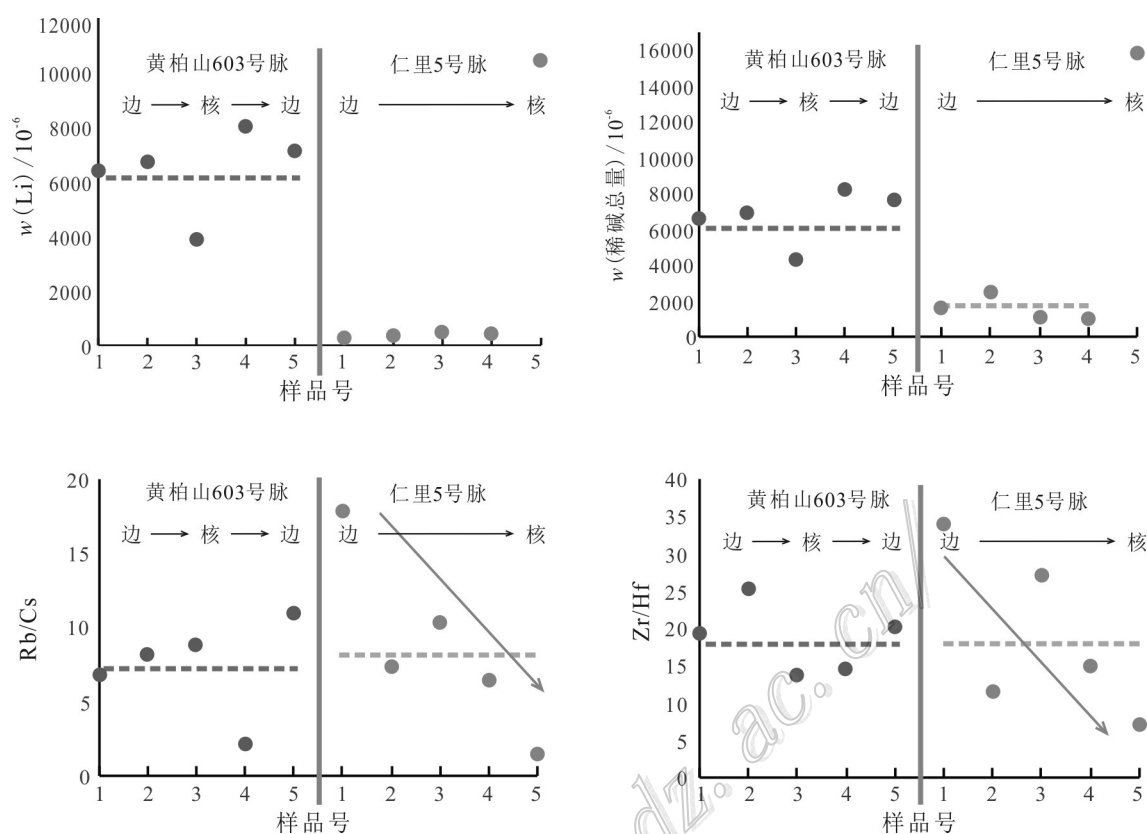 12000
10000
8000
6000
4000
2000
0
w(Li)/10⁻⁶
黄柏山603号脉
边 → 核 → 边
仁里5号脉
边 → 核
1 2 3 4 5 1 2 3 4 5
样品号
16000
14000
12000
10000
8000
6000
4000
2000
0
w(稀碱总量)/10⁻⁶
黄柏山603号脉
边 → 核 → 边
仁里5号脉
边 → 核
1 2 3 4 5 1 2 3 4 5
样品号
20
15
10
5
0
Rb/Cs
黄柏山603号脉
边 → 核 → 边
仁里5号脉
边 → 核
1 2 3 4 5 1 2 3 4 5
样品号
40
35
30
25
20
15
10
5
0
Zr/Hf
黄柏山603号脉
边 → 核 → 边
仁里5号脉
边 → 核
1 2 3 4 5 1 2 3 4 5
样品号
dz.ac.cn/